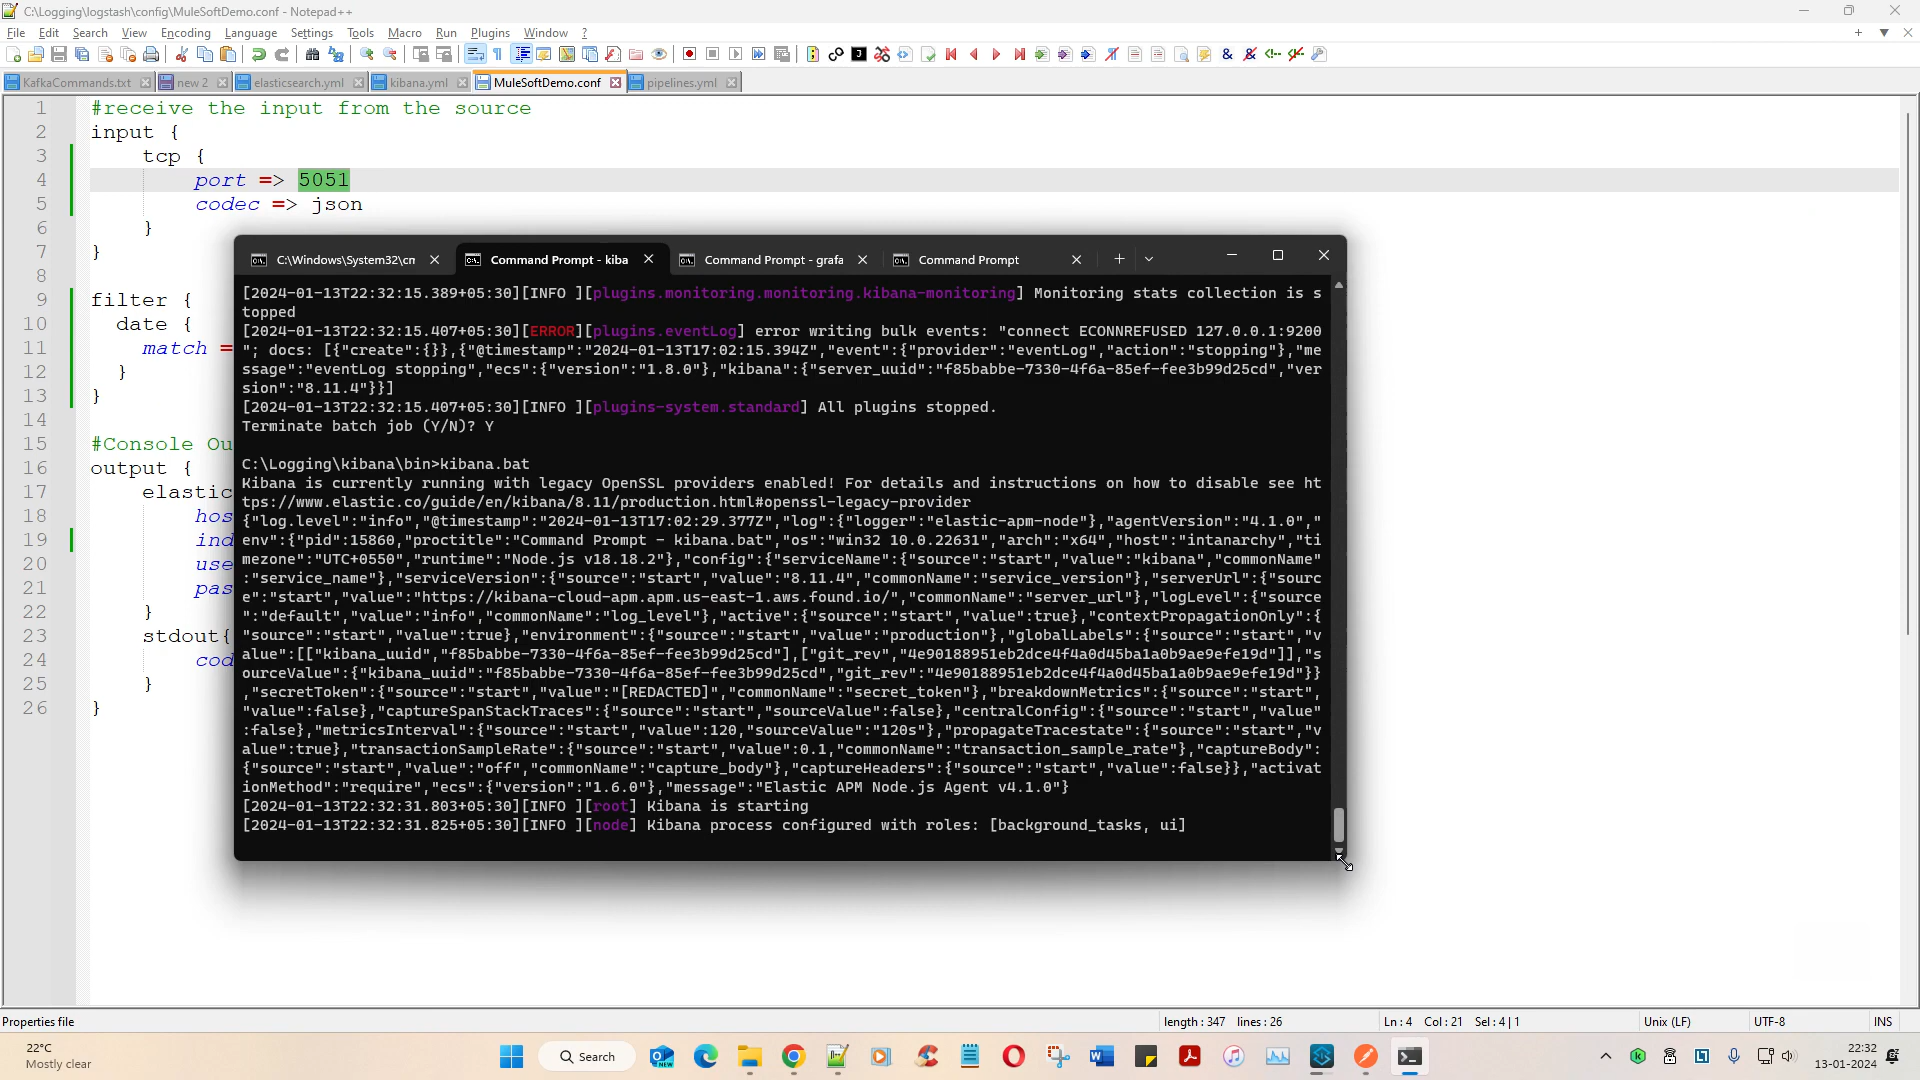 C:\Logging\logstash\config\MuleSoftDemo.conf - Notepad++
File Edit Search View Encoding Language Settings Tools Macro Run Plugins Window ?
KafkaCommands.txt new 2 elasticsearch.yml kibana.yml MuleSoftDemo.conf pipelines.yml
1 #receive the input from the source
2 input {
3 tcp {
4 port => 5051
5 codec => json
6 }
7 }
8
9 filter {
10 date {
11 match =
12 }
13 }
14
15 #Console Ou
16 output {
17 elastic
18 hos
19 ind
20 use
21 pas
22 }
23 stdout{
24 cod
25 }
26 }
C:\Windows\System32\cm Command Prompt - kiba Command Prompt - grafa Command Prompt
[2024-01-13T22:32:15.389+05:30][INFO ][plugins.monitoring.monitoring.kibana-monitoring] Monitoring stats collection is s
topped
[2024-01-13T22:32:15.407+05:30][ERROR][plugins.eventLog] error writing bulk events: "connect ECONNREFUSED 127.0.0.1:9200
"; docs: [{"create":{}},{"@timestamp":"2024-01-13T17:02:15.394Z","event":{"provider":"eventLog","action":"stopping"},"me
ssage":"eventLog stopping","ecs":{"version":"1.8.0"},"kibana":{"server_uuid":"f85babbe-7330-4f6a-85ef-fee3b99d25cd","ver
sion":"8.11.4"}}]
[2024-01-13T22:32:15.407+05:30][INFO ][plugins-system.standard] All plugins stopped.
Terminate batch job (Y/N)? Y
C:\Logging\kibana\bin>kibana.bat
Kibana is currently running with legacy OpenSSL providers enabled! For details and instructions on how to disable see ht
tps://www.elastic.co/guide/en/kibana/8.11/production.html#openssl-legacy-provider
{"log.level":"info","@timestamp":"2024-01-13T17:02:29.377Z","log":{"logger":"elastic-apm-node"},"agentVersion":"4.1.0","
env":{"pid":15860,"proctitle":"Command Prompt - kibana.bat","os":"win32 10.0.22631","arch":"x64","host":"intanarchy","ti
mezone":"UTC+0550","runtime":"Node.js v18.18.2"},"config":{"serviceName":{"source":"start","value":"kibana","commonName"
:"service_name"},"serviceVersion":{"source":"start","value":"8.11.4","commonName":"service_version"},"serverUrl":{"sourc
e":"start","value":"https://kibana-cloud-apm.apm.us-east-1.aws.found.io/","commonName":"server_url"},"logLevel":{"source
":"default","value":"info","commonName":"log_level"},"active":{"source":"start","value":true},"contextPropagationOnly":{
"source":"start","value":true},"environment":{"source":"start","value":"production"},"globalLabels":{"source":"start","v
alue":[["kibana_uuid","f85babbe-7330-4f6a-85ef-fee3b99d25cd"],["git_rev","4e90188951eb2dce4f4a0d45ba1a0b9ae9efe19d"]],"s
ourceValue":{"kibana_uuid":"f85babbe-7330-4f6a-85ef-fee3b99d25cd","git_rev":"4e90188951eb2dce4f4a0d45ba1a0b9ae9efe19d"}}
,"secretToken":{"source":"start","value":"[REDACTED]","commonName":"secret_token"},"breakdownMetrics":{"source":"start",
"value":false},"captureSpanStackTraces":{"source":"start","sourceValue":false},"centralConfig":{"source":"start","value"
:false},"metricsInterval":{"source":"start","value":120,"sourceValue":"120s"},"propagateTracestate":{"source":"start","v
alue":true},"transactionSampleRate":{"source":"start","value":0.1,"commonName":"transaction_sample_rate"},"captureBody":
{"source":"start","value":"off","commonName":"capture_body"},"captureHeaders":{"source":"start","value":false}},"activat
ionMethod":"require","ecs":{"version":"1.6.0"},"message":"Elastic APM Node.js Agent v4.1.0"}
[2024-01-13T22:32:31.803+05:30][INFO ][root] Kibana is starting
[2024-01-13T22:32:31.825+05:30][INFO ][node] Kibana process configured with roles: [background_tasks, ui]
Properties file length : 347 lines : 26 Ln : 4 Col : 21 Sel : 4 | 1 Unix (LF) UTF-8 INS
22°C
Mostly clear
Search
22:32
13-01-2024